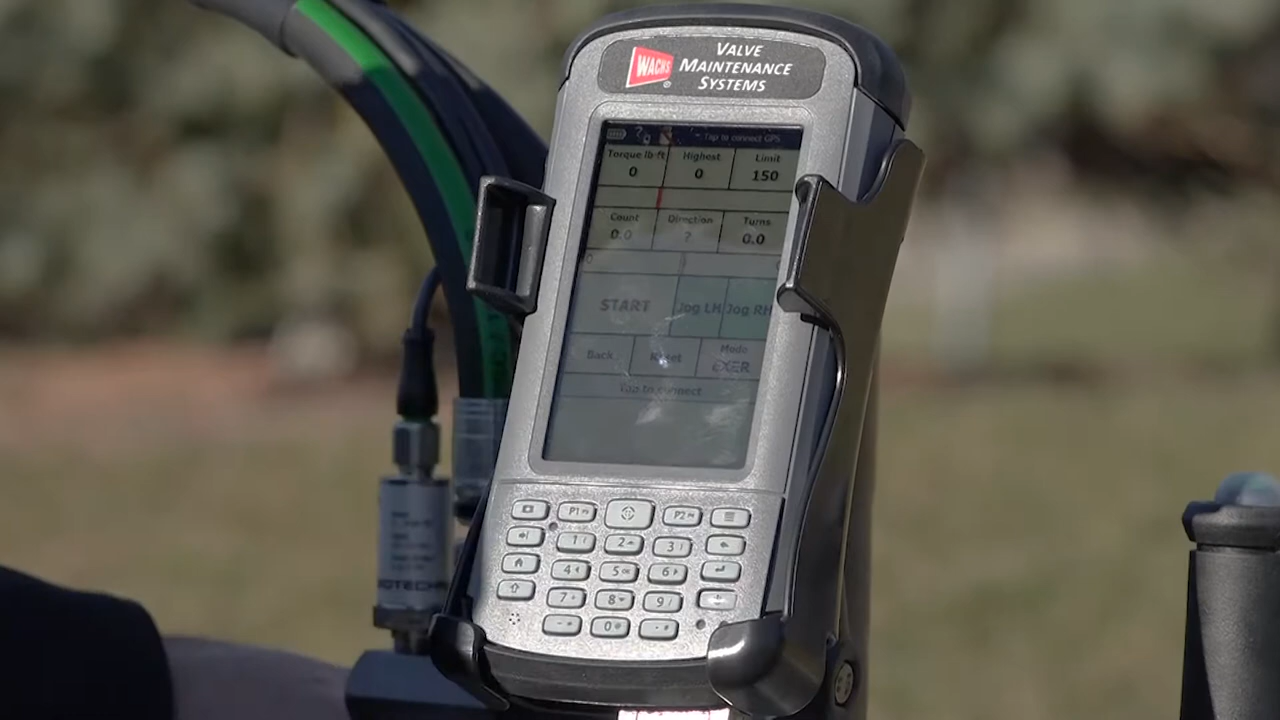 WACHS
®
VALVE
MAINTENANCE
SYSTEMS
? Tap to connect GPS
Torque lb-ft Highest Limit
0 0 150
Count Direction Turns
0.0 ? 0.0
0
START Jog LH Jog RH
Back Reset Mode
EXER
Tap to connect
P1 P2
1 2 3
4 5 6
7 8 9
0